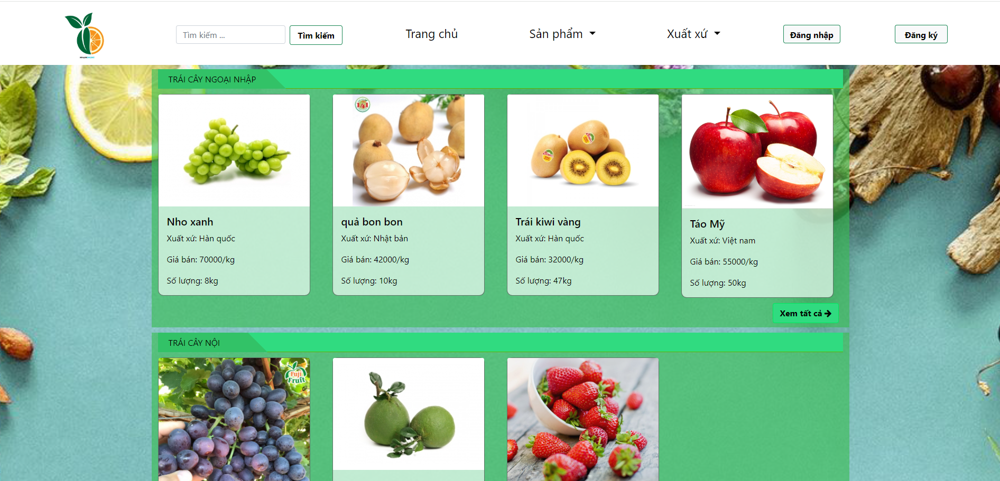 Tìm kiếm ...
Tìm kiếm
Trang chủ
Sản phẩm
Xuất xứ
Đăng nhập
Đăng ký
TRÁI CÂY NGOẠI NHẬP
141
Nho xanh
Xuất xứ: Hàn quốc
Giá bán: 70000/kg
Số lượng: 8kg
quả bon bon
Xuất xứ: Nhật bản
Giá bán: 42000/kg
Số lượng: 10kg
Trái kiwi vàng
Xuất xứ: Hàn quốc
Giá bán: 32000/kg
Số lượng: 47kg
Táo Mỹ
Xuất xứ: Việt nam
Giá bán: 55000/kg
Số lượng: 50kg
Xem tất cả
TRÁI CÂY NỘI
Fuji
Fruit